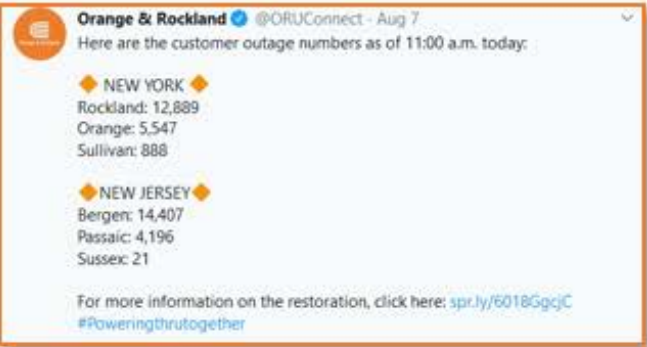 Orange & Rockland @ORUConnect · Aug 7
Here are the customer outage numbers as of 11:00 a.m. today:
🔶 NEW YORK 🔶
Rockland: 12,889
Orange: 5,547
Sullivan: 888
🔶NEW JERSEY🔶
Bergen: 14,407
Passaic: 4,196
Sussex: 21
For more information on the restoration, click here: spr.ly/6018GgcjC
#Poweringthrutogether